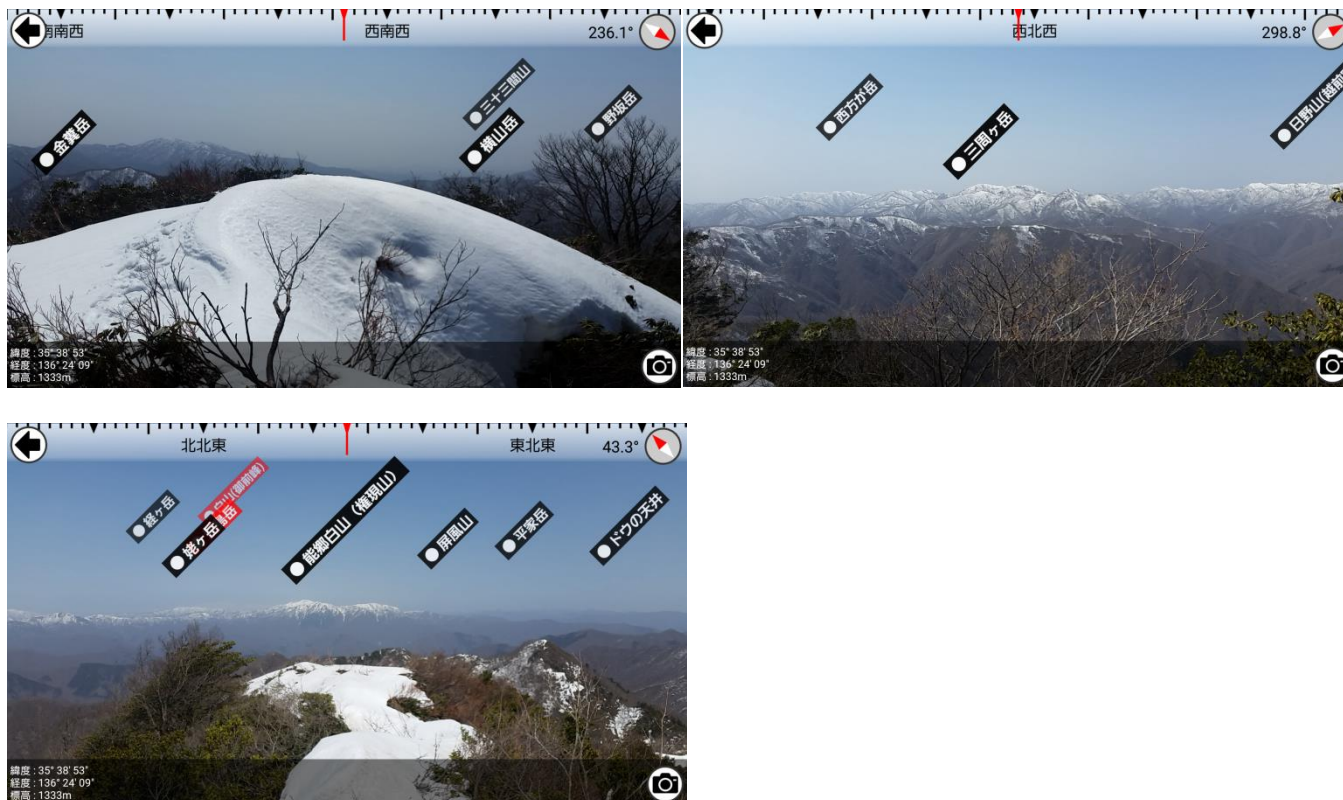 南南西
西南西
236.1°
金糞岳
三十三間山
横山岳
野坂岳
緯度 : 35° 38' 53"
経度 : 136° 24' 09"
標高 : 1333m
西北西
298.8°
西方が岳
三周ヶ岳
日野山(越前
緯度 : 35° 38' 53"
経度 : 136° 24' 09"
標高 : 1333m
北北東
東北東
43.3°
経ヶ岳
白山(御前峰)
姥ヶ岳
能郷白山（権現山）
屏風山
平家岳
ドウの天井
緯度 : 35° 38' 53"
経度 : 136° 24' 09"
標高 : 1333m